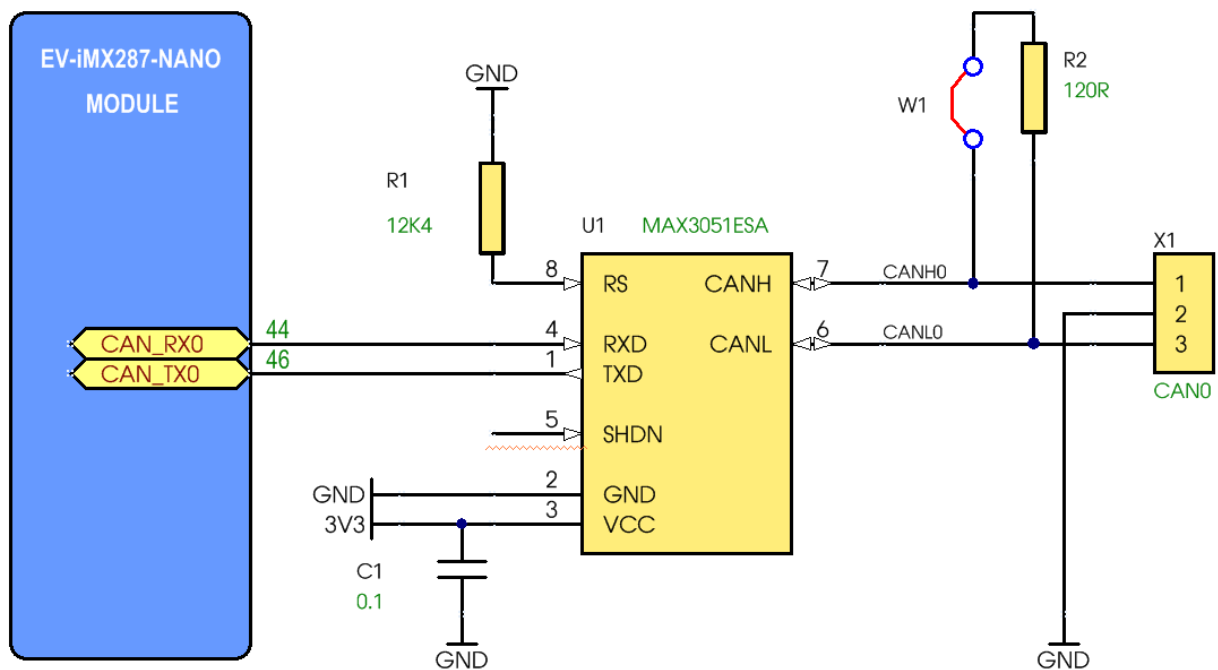 EV-iMX287-NANO
MODULE
CAN_RX0
CAN_TX0
44
46
GND
R1
12K4
U1
MAX3051ESA
8
4
1
5
2
3
RS
RXD
TXD
SHDN
GND
VCC
CANH
CANL
7
6
CANH0
CANL0
W1
R2
120R
X1
1
2
3
CAN0
GND
3V3
C1
0.1
GND
GND